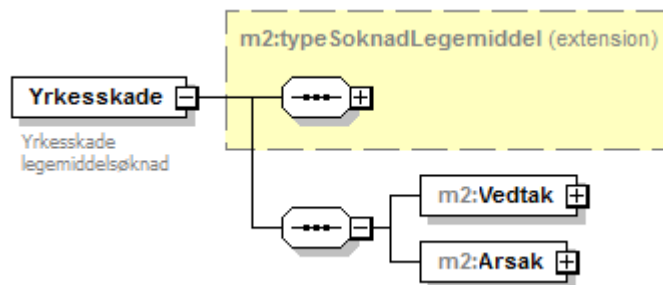 m2:typeSoknadLegemiddel (extension)
Yrkesskade
Yrkesskade
legemiddelsøknad
m2:Vedtak
m2:Arsak